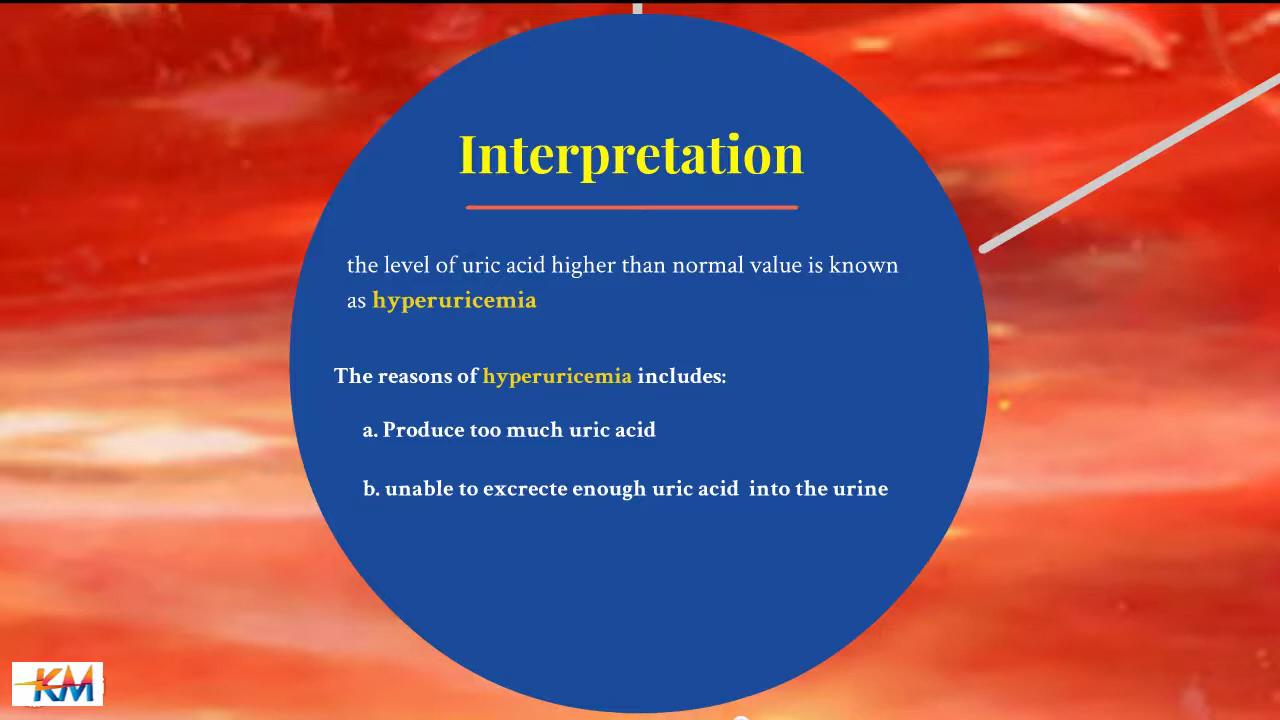 Interpretation
the level of uric acid higher than normal value is known
as hyperuricemia
The reasons of hyperuricemia includes:
a. Produce too much uric acid
b. unable to excrecte enough uric acid  into the urine
KM